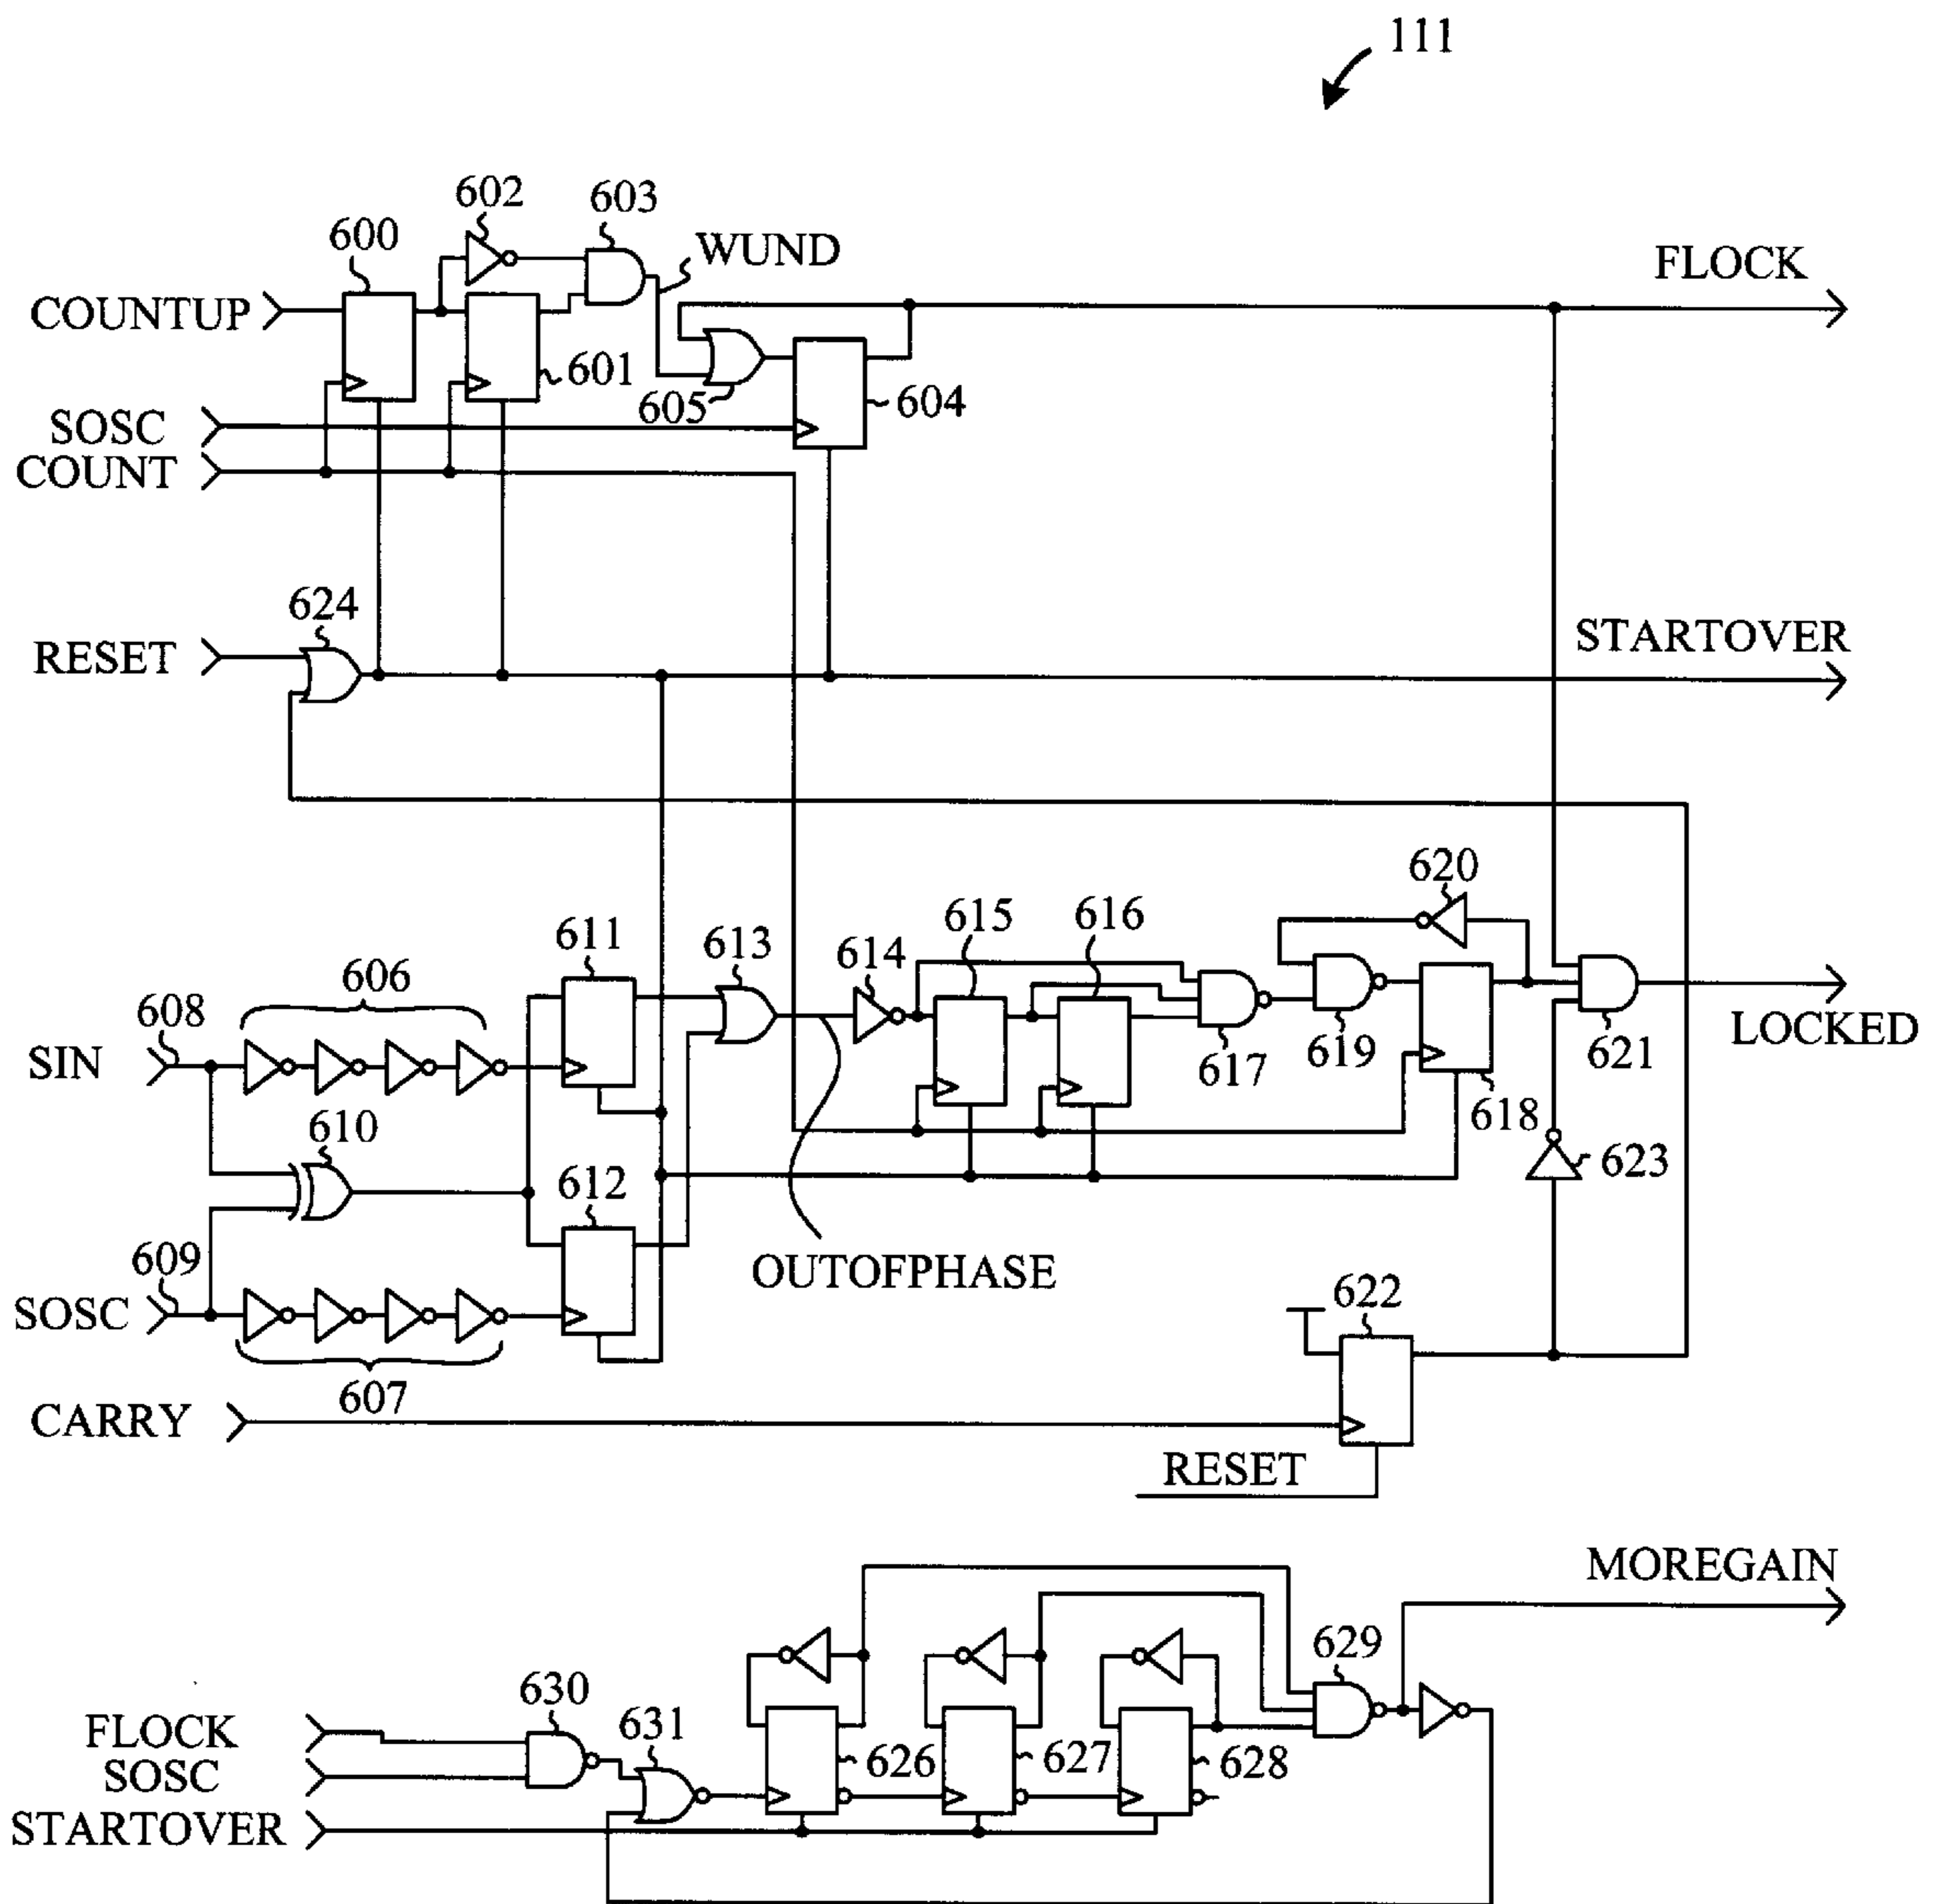 111
602
603
600
WUND
FLOCK
COUNTUP
601
605
604
SOSC
COUNT
624
RESET
STARTOVER
620
615
616
611
613
614
606
608
SIN
LOCKED
621
617
619
618
610
623
612
OUTOFPHASE
609
622
SOSC
607
CARRY
RESET
MOREGAIN
629
630
631
FLOCK
626
627
628
SOSC
STARTOVER